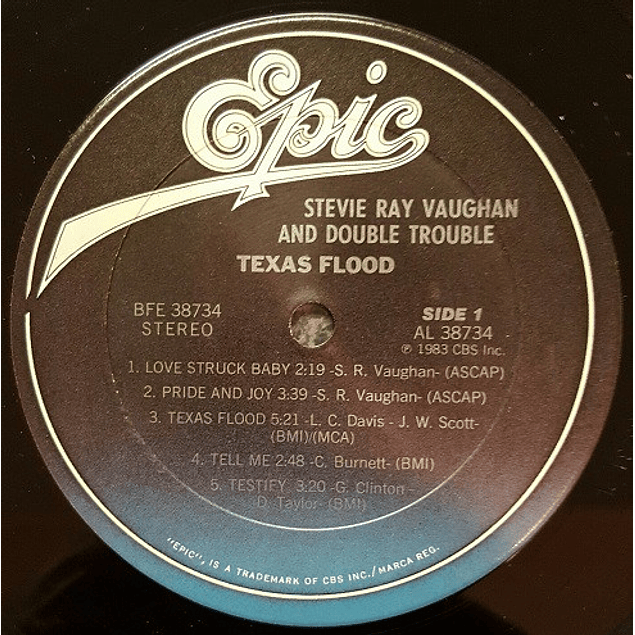 Epic
STEVIE RAY VAUGHAN
AND DOUBLE TROUBLE
TEXAS FLOOD
BFE 38734
STEREO
SIDE 1
AL 38734
℗ 1983 CBS Inc.
1. LOVE STRUCK BABY 2:19 -S. R. Vaughan- (ASCAP)
2. PRIDE AND JOY 3:39 -S. R. Vaughan- (ASCAP)
3. TEXAS FLOOD 5:21 -L. C. Davis - J. W. Scott-
(BMI)/(MCA)
4. TELL ME 2:48 -C. Burnett- (BMI)
5. TESTIFY 3:20 -G. Clinton -
D. Taylor- (BMI)
"EPIC", IS A TRADEMARK OF CBS INC./MARCA REG.